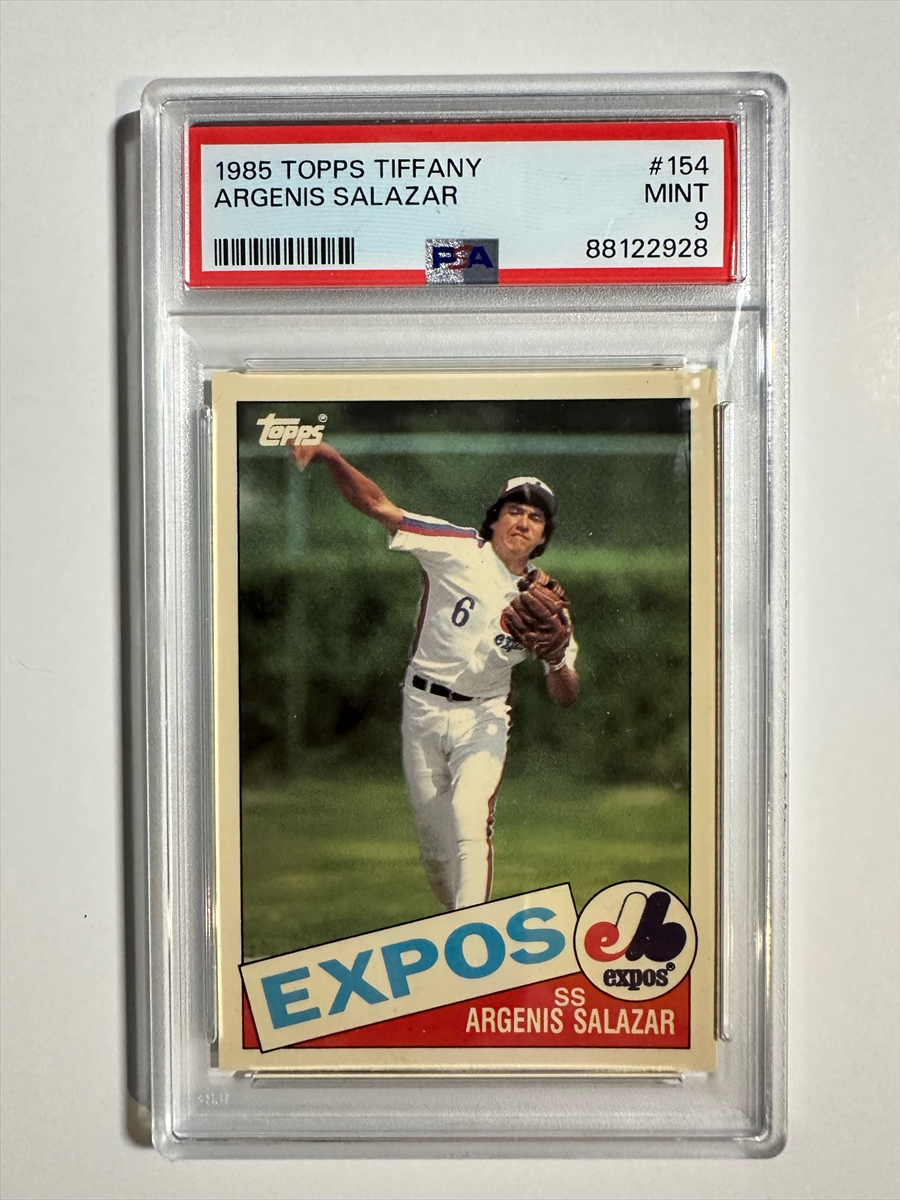 1985 TOPPS TIFFANY #154
ARGENIS SALAZAR MINT
9
PSA 88122928
topps
6
EXPOS
expos
SS
ARGENIS SALAZAR